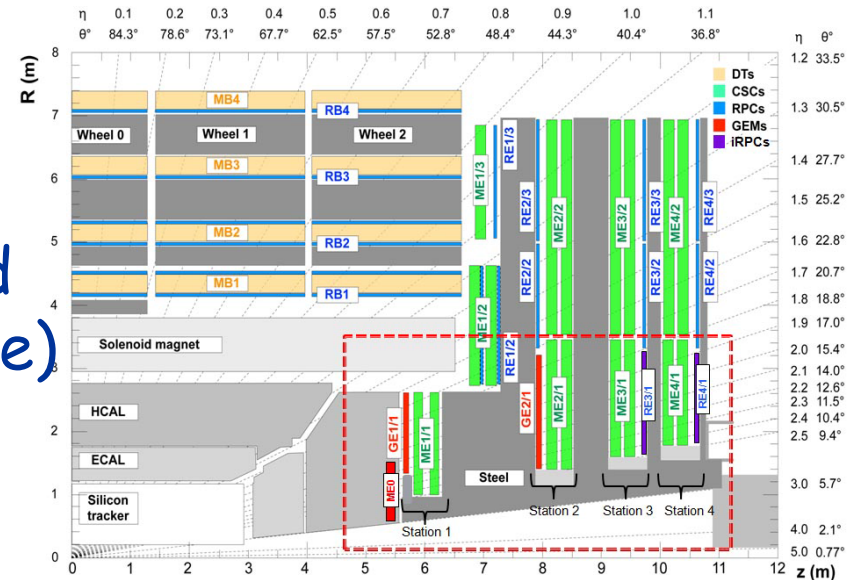 η 0.1 0.2 0.3 0.4 0.5 0.6 0.7 0.8 0.9 1.0 1.1
θ° 84.3° 78.6° 73.1° 67.7° 62.5° 57.5° 52.8° 48.4° 44.3° 40.4° 36.8° η θ°
R (m)
8
7
6
5
4
3
2
1
0
d
e)
MB4
RB4
Wheel 0
Wheel 1
Wheel 2
MB3
RB3
MB2
RB2
MB1
RB1
Solenoid magnet
HCAL
ECAL
Silicon
tracker
ME0
GE1/1
ME1/1
ME1/2
ME1/3
RE1/3
RE1/2
RE2/3
RE2/2
GE2/1
ME2/2
ME2/1
ME3/2
ME3/1
RE3/3
RE3/2
RE3/1
ME4/2
ME4/1
RE4/3
RE4/2
RE4/1
Steel
Station 1
Station 2
Station 3
Station 4
DTs
CSCs
RPCs
GEMs
iRPCs
1.2 33.5°
1.3 30.5°
1.4 27.7°
1.5 25.2°
1.6 22.8°
1.7 20.7°
1.8 18.8°
1.9 17.0°
2.0 15.4°
2.1 14.0°
2.2 12.6°
2.3 11.5°
2.4 10.4°
2.5 9.4°
3.0 5.7°
4.0 2.1°
5.0 0.77°
0 1 2 3 4 5 6 7 8 9 10 11 12
z (m)